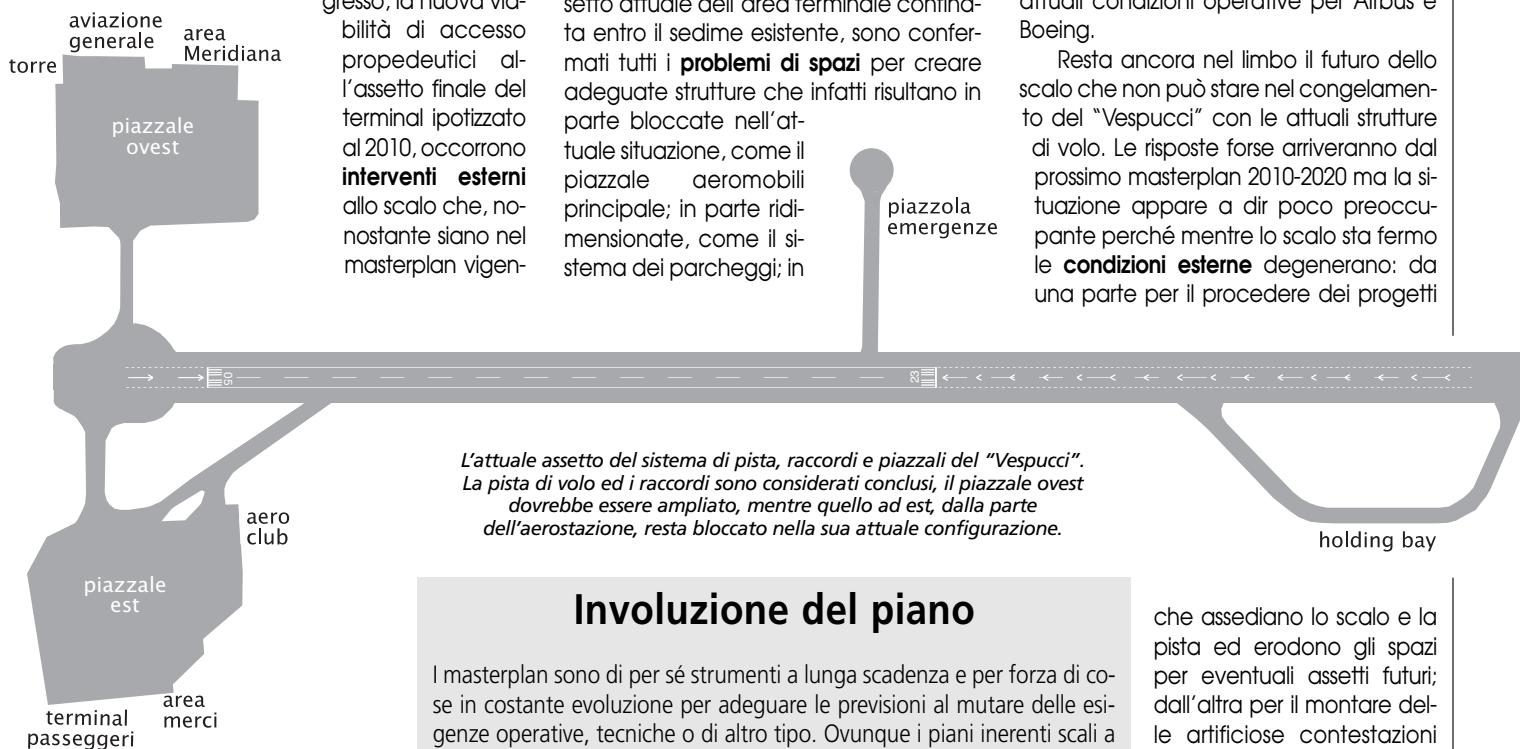 gresso, la nuova via-
bilità di accesso
propedeutici al-
l'assetto finale del
terminal ipotizzato
al 2010, occorrono
interventi esterni
allo scalo che, no-
nostante siano nel
masterplan vigen-
setto attuale dell'area terminale confina-
ta entro il sedime esistente, sono confer-
mati tutti i problemi di spazi per creare
adeguate strutture che infatti risultano in
parte bloccate nell'at-
tuale situazione, come il
piazzale aeromobili
principale; in parte ridi-
mensionate, come il si-
stema dei parcheggi; in
attuali condizioni operative per Airbus e
Boeing.
Resta ancora nel limbo il futuro dello
scalo che non può stare nel congelamen-
to del "Vespucci" con le attuali strutture
di volo. Le risposte forse arriveranno dal
prossimo masterplan 2010-2020 ma la si-
tuazione appare a dir poco preoccu-
pante perché mentre lo scalo sta fermo
le condizioni esterne degenerano: da
una parte per il procedere dei progetti
torre
aviazione
generale
area
Meridiana
piazzale
ovest
piazzola
emergenze
05
23
L'attuale assetto del sistema di pista, raccordi e piazzali del "Vespucci".
La pista di volo ed i raccordi sono considerati conclusi, il piazzale ovest
dovrebbe essere ampliato, mentre quello ad est, dalla parte
dell'aerostazione, resta bloccato nella sua attuale configurazione.
aero
club
holding bay
piazzale
est
area
merci
terminal
passeggeri
Involuzione del piano
I masterplan sono di per sé strumenti a lunga scadenza e per forza di co-
se in costante evoluzione per adeguare le previsioni al mutare delle esi-
genze operative, tecniche o di altro tipo. Ovunque i piani inerenti scali a
che assediano lo scalo e la
pista ed erodono gli spazi
per eventuali assetti futuri;
dall'altra per il montare del-
le artificiose contestazioni